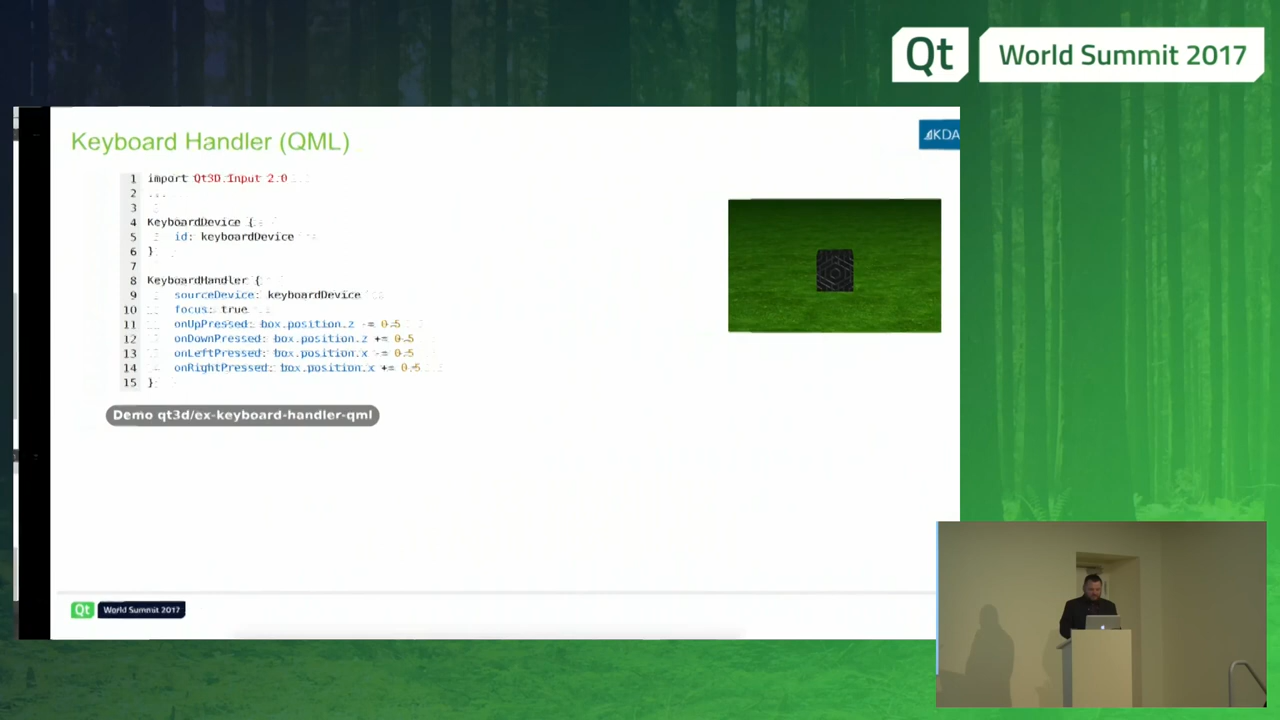 Qt World Summit 2017
Keyboard Handler (QML)
KDA
1 import Qt3D.Input 2.0
2 ...
3
4 KeyboardDevice {
5 id: keyboardDevice
6 }
7
8 KeyboardHandler {
9 sourceDevice: keyboardDevice
10 focus: true
11 onUpPressed: box.position.z -= 0.5
12 onDownPressed: box.position.z += 0.5
13 onLeftPressed: box.position.x -= 0.5
14 onRightPressed: box.position.x += 0.5
15 }
Demo qt3d/ex-keyboard-handler-qml
Qt World Summit 2017